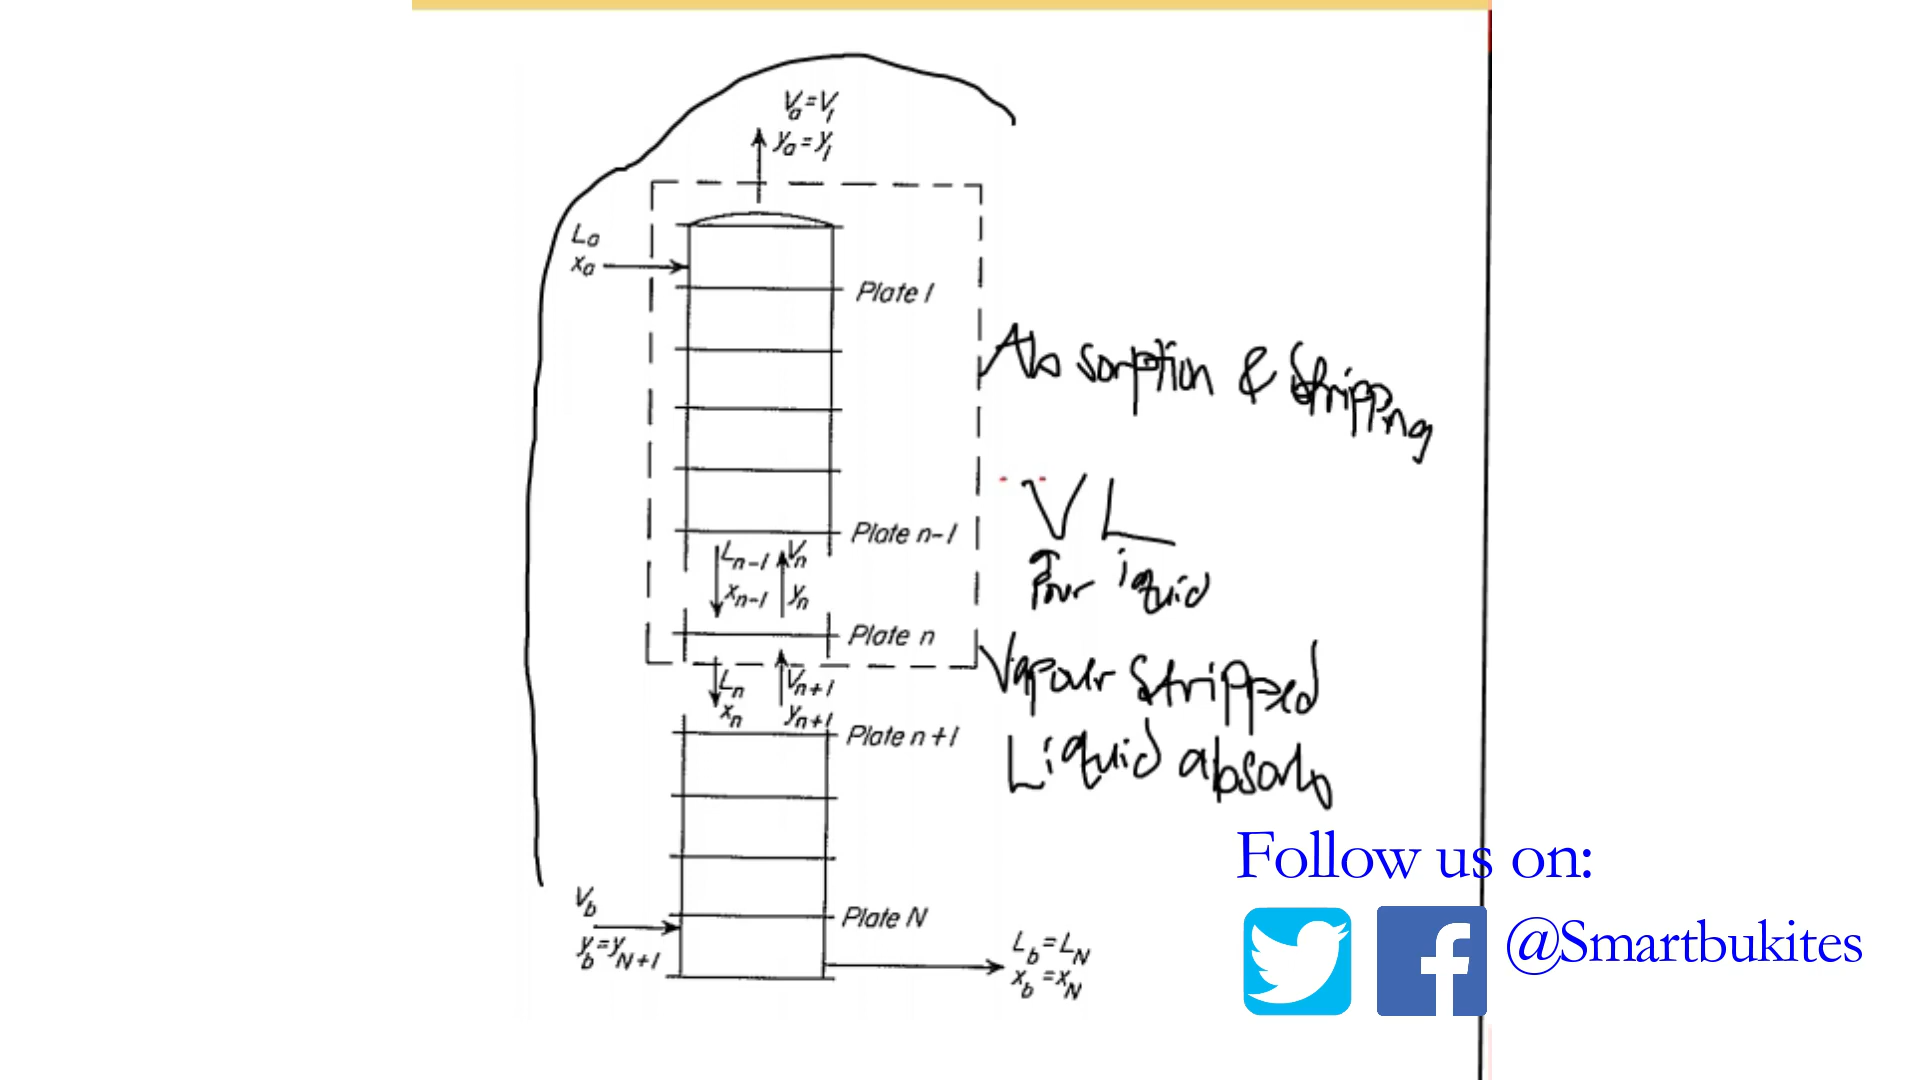 Va=V1
ya=y1
La
xa
Plate 1
Absorption & Stripping
Plate n-1
Ln-1 Vn
xn-1 yn
V L
pour iquid
Plate n
Vapour stripped
Ln Vn+1
xn yn+1
Plate n+1
Liquid absorb
Follow us on:
Vb
Plate N
yb=yN+1
Lb=LN
xb=xN
@Smartbukites